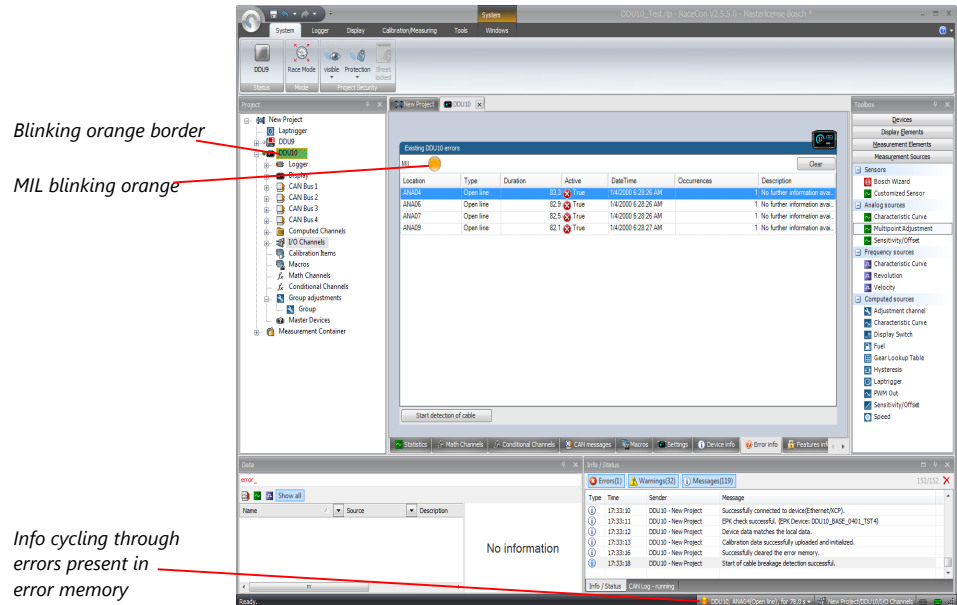 System
DDU10_Test.rlp - RaceCon V2.5.5.0 - Masterlicense Bosch *
System Logger Display Calibration/Measuring Tools Windows
DDU9 Race Mode visible Protection Sheet locked
Status Mode Project Security
Project
New Project
Laptrigger
DDU9
DDU10
Logger
Display
CAN Bus 1
CAN Bus 2
CAN Bus 3
CAN Bus 4
Computed Channels
I/O Channels
Calibration Items
Macros
Math Channels
Conditional Channels
Group adjustments
Group
Master Devices
Measurement Container
Blinking orange border
MIL blinking orange
Info cycling through
errors present in
error memory
New Project DDU10
Existing DDU10 errors
MIL Clear
Location Type Duration Active DateTime Occurrences Description
ANA04 Open line 83,3 True 1/4/2000 6:28:26 AM 1 No further information avai..
ANA06 Open line 82,9 True 1/4/2000 6:28:26 AM 1 No further information avai..
ANA07 Open line 82,5 True 1/4/2000 6:28:26 AM 1 No further information avai..
ANA09 Open line 82,1 True 1/4/2000 6:28:27 AM 1 No further information avai..
Start detection of cable
Statistics Math Channels Conditional Channels CAN messages Macros Settings Device info Error info Features inf
Toolbox
Devices
Display Elements
Measurement Elements
Measurement Sources
Sensors
Bosch Wizard
Customized Sensor
Analog sources
Characteristic Curve
Multipoint Adjustment
Sensitivity/Offset
Frequency sources
Characteristic Curve
Revolution
Velocity
Computed sources
Adjustment channel
Characteristic Curve
Display Switch
Fuel
Gear Lookup Table
Hysteresis
Laptrigger
PWM Out
Sensitivity/Offset
Speed
Data
error_
Show all
Name Source Description
No information
Info / Status
Errors(1) Warnings(32) Messages(119) 152/152
Type Time Sender Message
17:33:10 DDU10 - New Project Successfully connected to device(Ethernet/XCP).
17:33:11 DDU10 - New Project EPK check successful. (EPK Device: DDU10_BASE_0401_TST4)
17:33:12 DDU10 - New Project Device data matches the local data.
17:33:13 DDU10 - New Project Calibration data successfully uploaded and initialized.
17:33:16 DDU10 - New Project Successfully cleared the error memory.
17:33:18 DDU10 - New Project Start of cable breakage detection successful.
Info / Status CAN Log - running
Ready.
DDU10, ANA04(Open line), for 78,0 s New Project/DDU10/I/O Channels